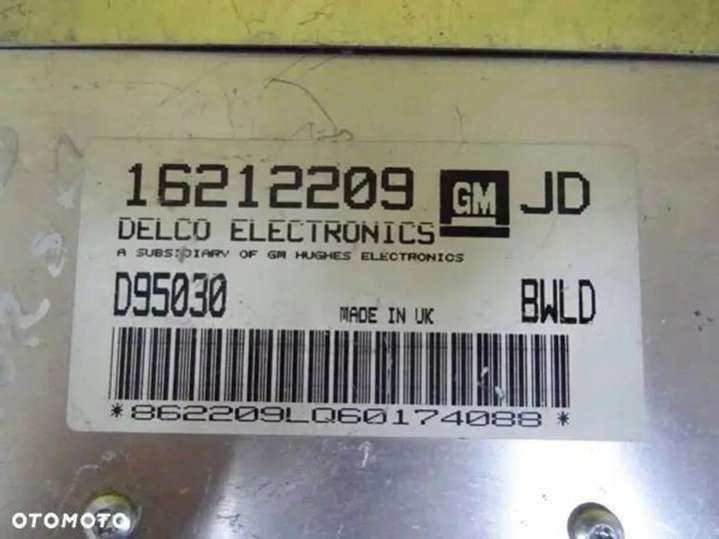 16212209 GM JD
DELCO ELECTRONICS
A SUBSIDIARY OF GM HUGHES ELECTRONICS
D95030 MADE IN UK BWLD
*862209LQ60174088*
OTOMOTO